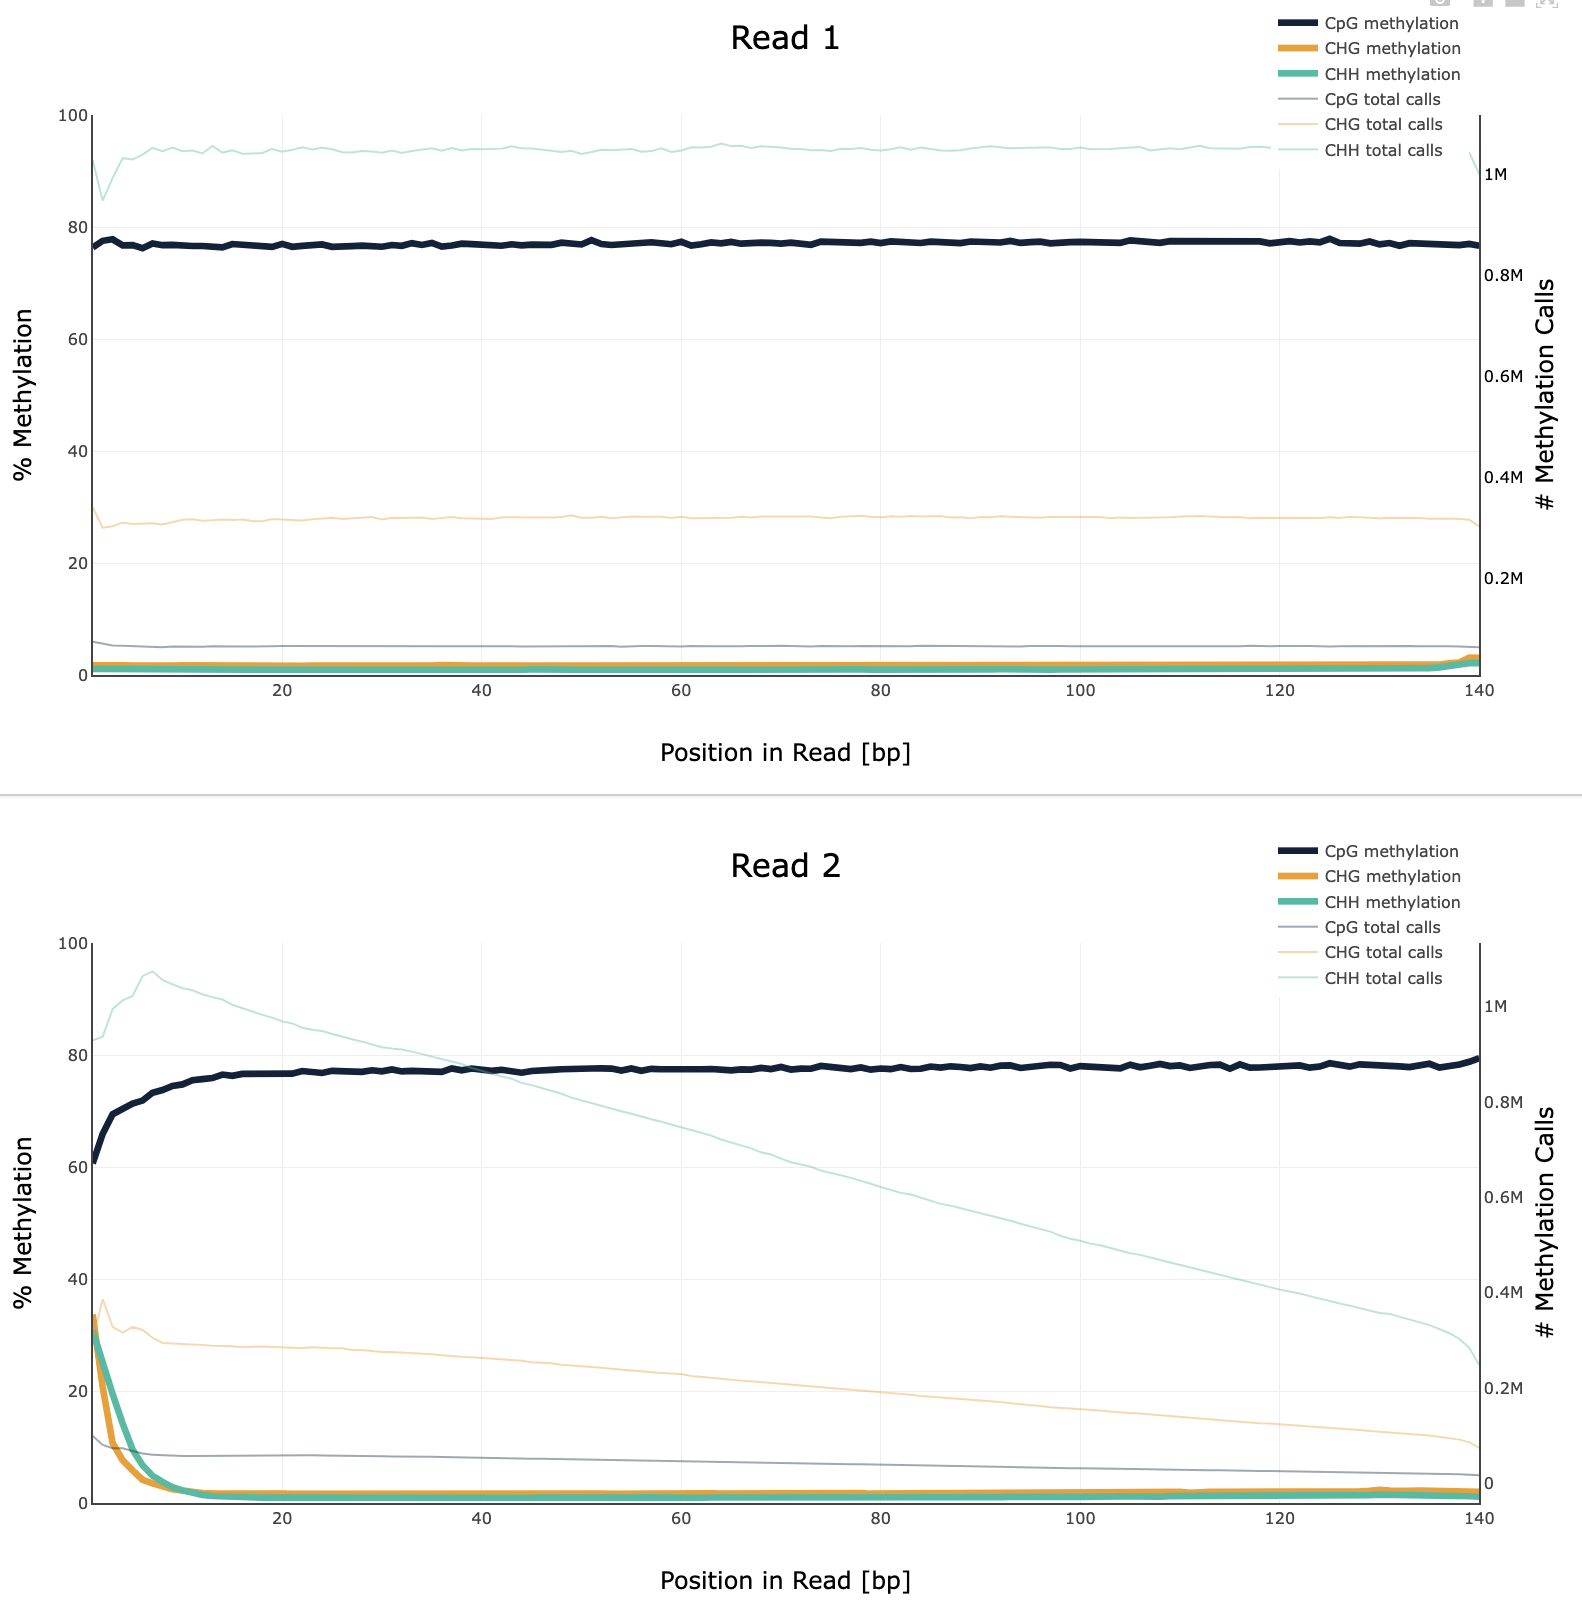 Read 1
CpG methylation
CHG methylation
CHH methylation
CpG total calls
CHG total calls
CHH total calls
100
80
60
40
20
0
% Methylation
1M
0.8M
0.6M
0.4M
0.2M
# Methylation Calls
20 40 60 80 100 120 140
Position in Read [bp]
Read 2
CpG methylation
CHG methylation
CHH methylation
CpG total calls
CHG total calls
CHH total calls
100
80
60
40
20
0
% Methylation
1M
0.8M
0.6M
0.4M
0.2M
0
# Methylation Calls
20 40 60 80 100 120 140
Position in Read [bp]